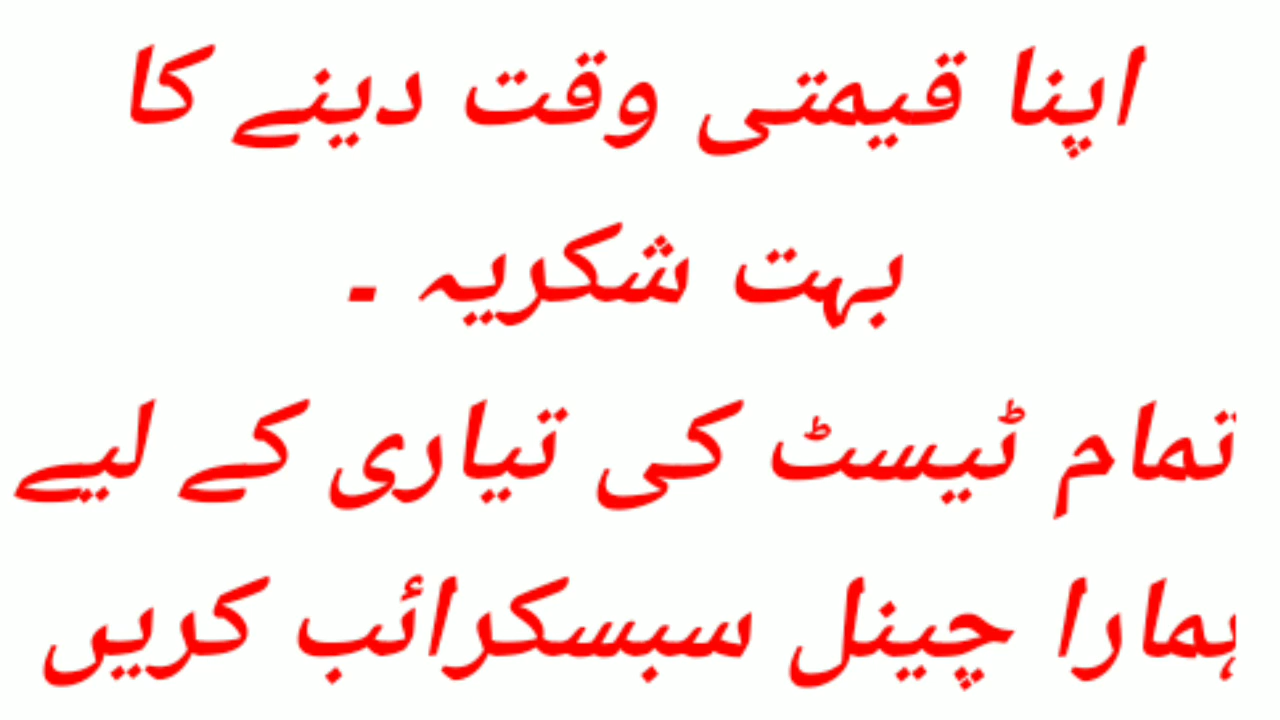 اپنا قیمتی وقت دینے کا
بہت شکریہ ۔
تمام ٹیسٹ کی تیاری کے لیے
ہمارا چینل سبسکرائب کریں